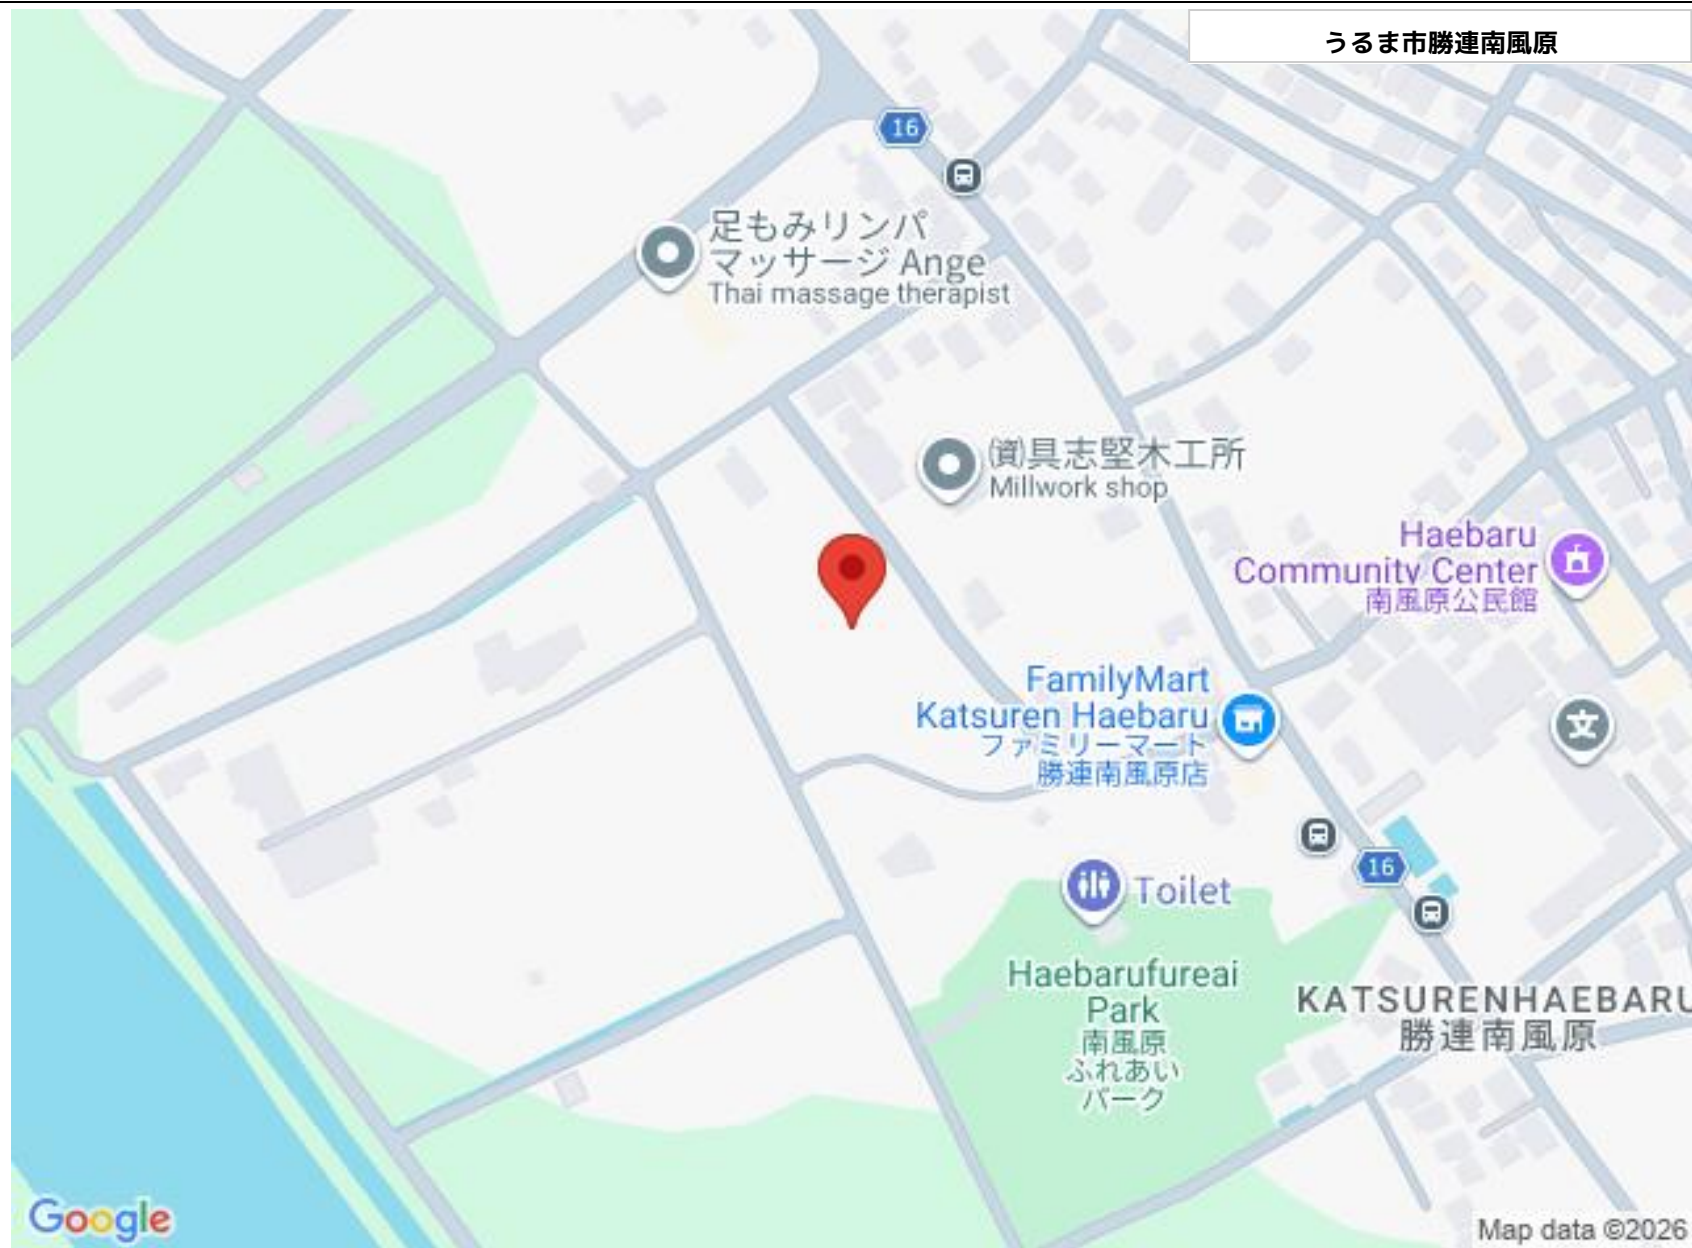 うるま市勝連南風原
16
足もみリンパ
マッサージ Ange
Thai massage therapist
㈾具志堅木工所
Millwork shop
Haebaru
Community Center
南風原公民館
FamilyMart
Katsuren Haebaru
ファミリーマート
勝連南風原店
文
16
Toilet
Haebarufureai
Park
南風原
ふれあい
パーク
KATSURENHAEBARU
勝連南風原
Google
Map data ©2026